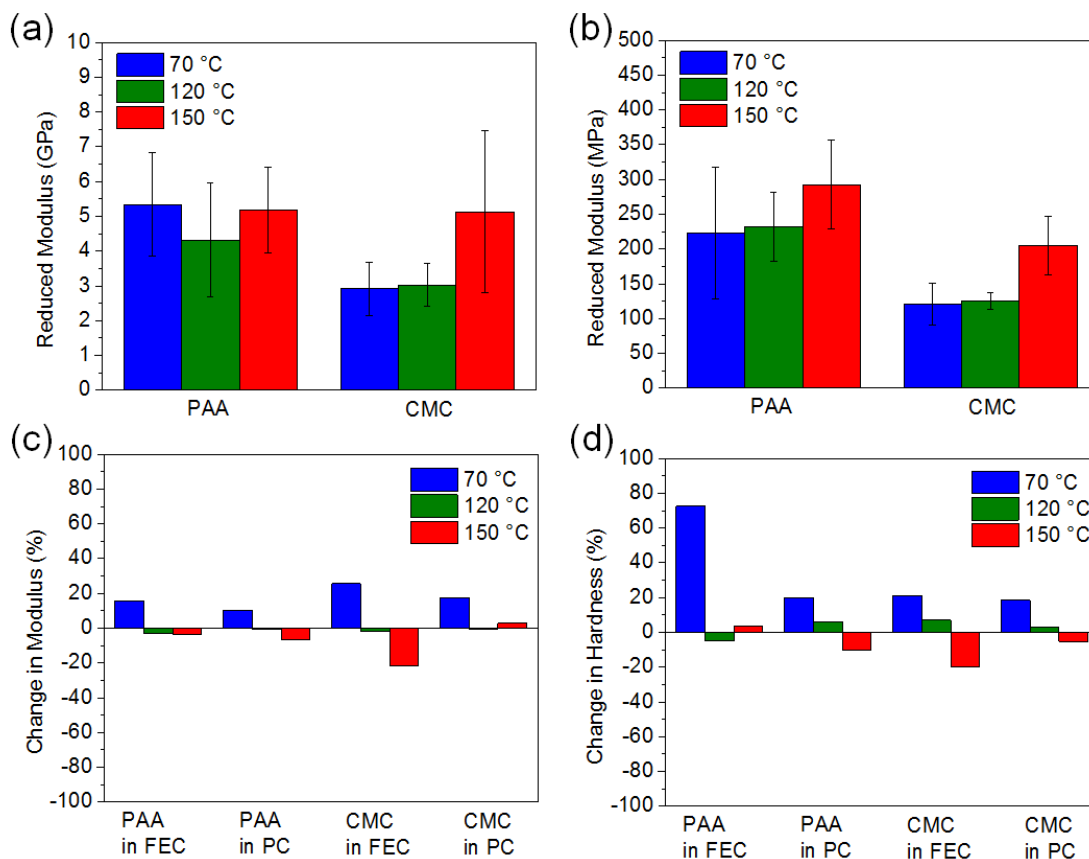 (a)
10
9
8
7
6
5
4
3
2
1
0
Reduced Modulus (GPa)
70 °C
120 °C
150 °C
PAA
CMC
(b)
500
450
400
350
300
250
200
150
100
50
0
Reduced Modulus (MPa)
70 °C
120 °C
150 °C
PAA
CMC
(c)
100
80
60
40
20
0
-20
-40
-60
-80
-100
Change in Modulus (%)
70 °C
120 °C
150 °C
PAA
in FEC
PAA
in PC
CMC
in FEC
CMC
in PC
(d)
100
80
60
40
20
0
-20
-40
-60
-80
-100
Change in Hardness (%)
70 °C
120 °C
150 °C
PAA
in FEC
PAA
in PC
CMC
in FEC
CMC
in PC